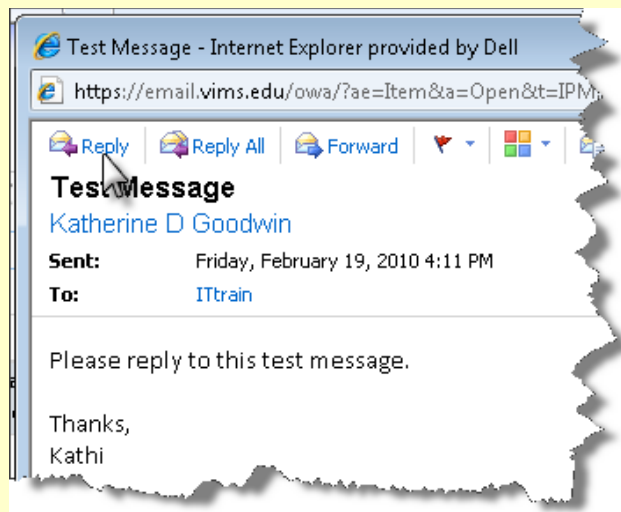 Test Message - Internet Explorer provided by Dell
https://email.vims.edu/owa/?ae=Item&a=Open&t=IPM.
Reply Reply All Forward
Test Message
Katherine D Goodwin
Sent: Friday, February 19, 2010 4:11 PM
To: ITtrain
Please reply to this test message.
Thanks,
Kathi